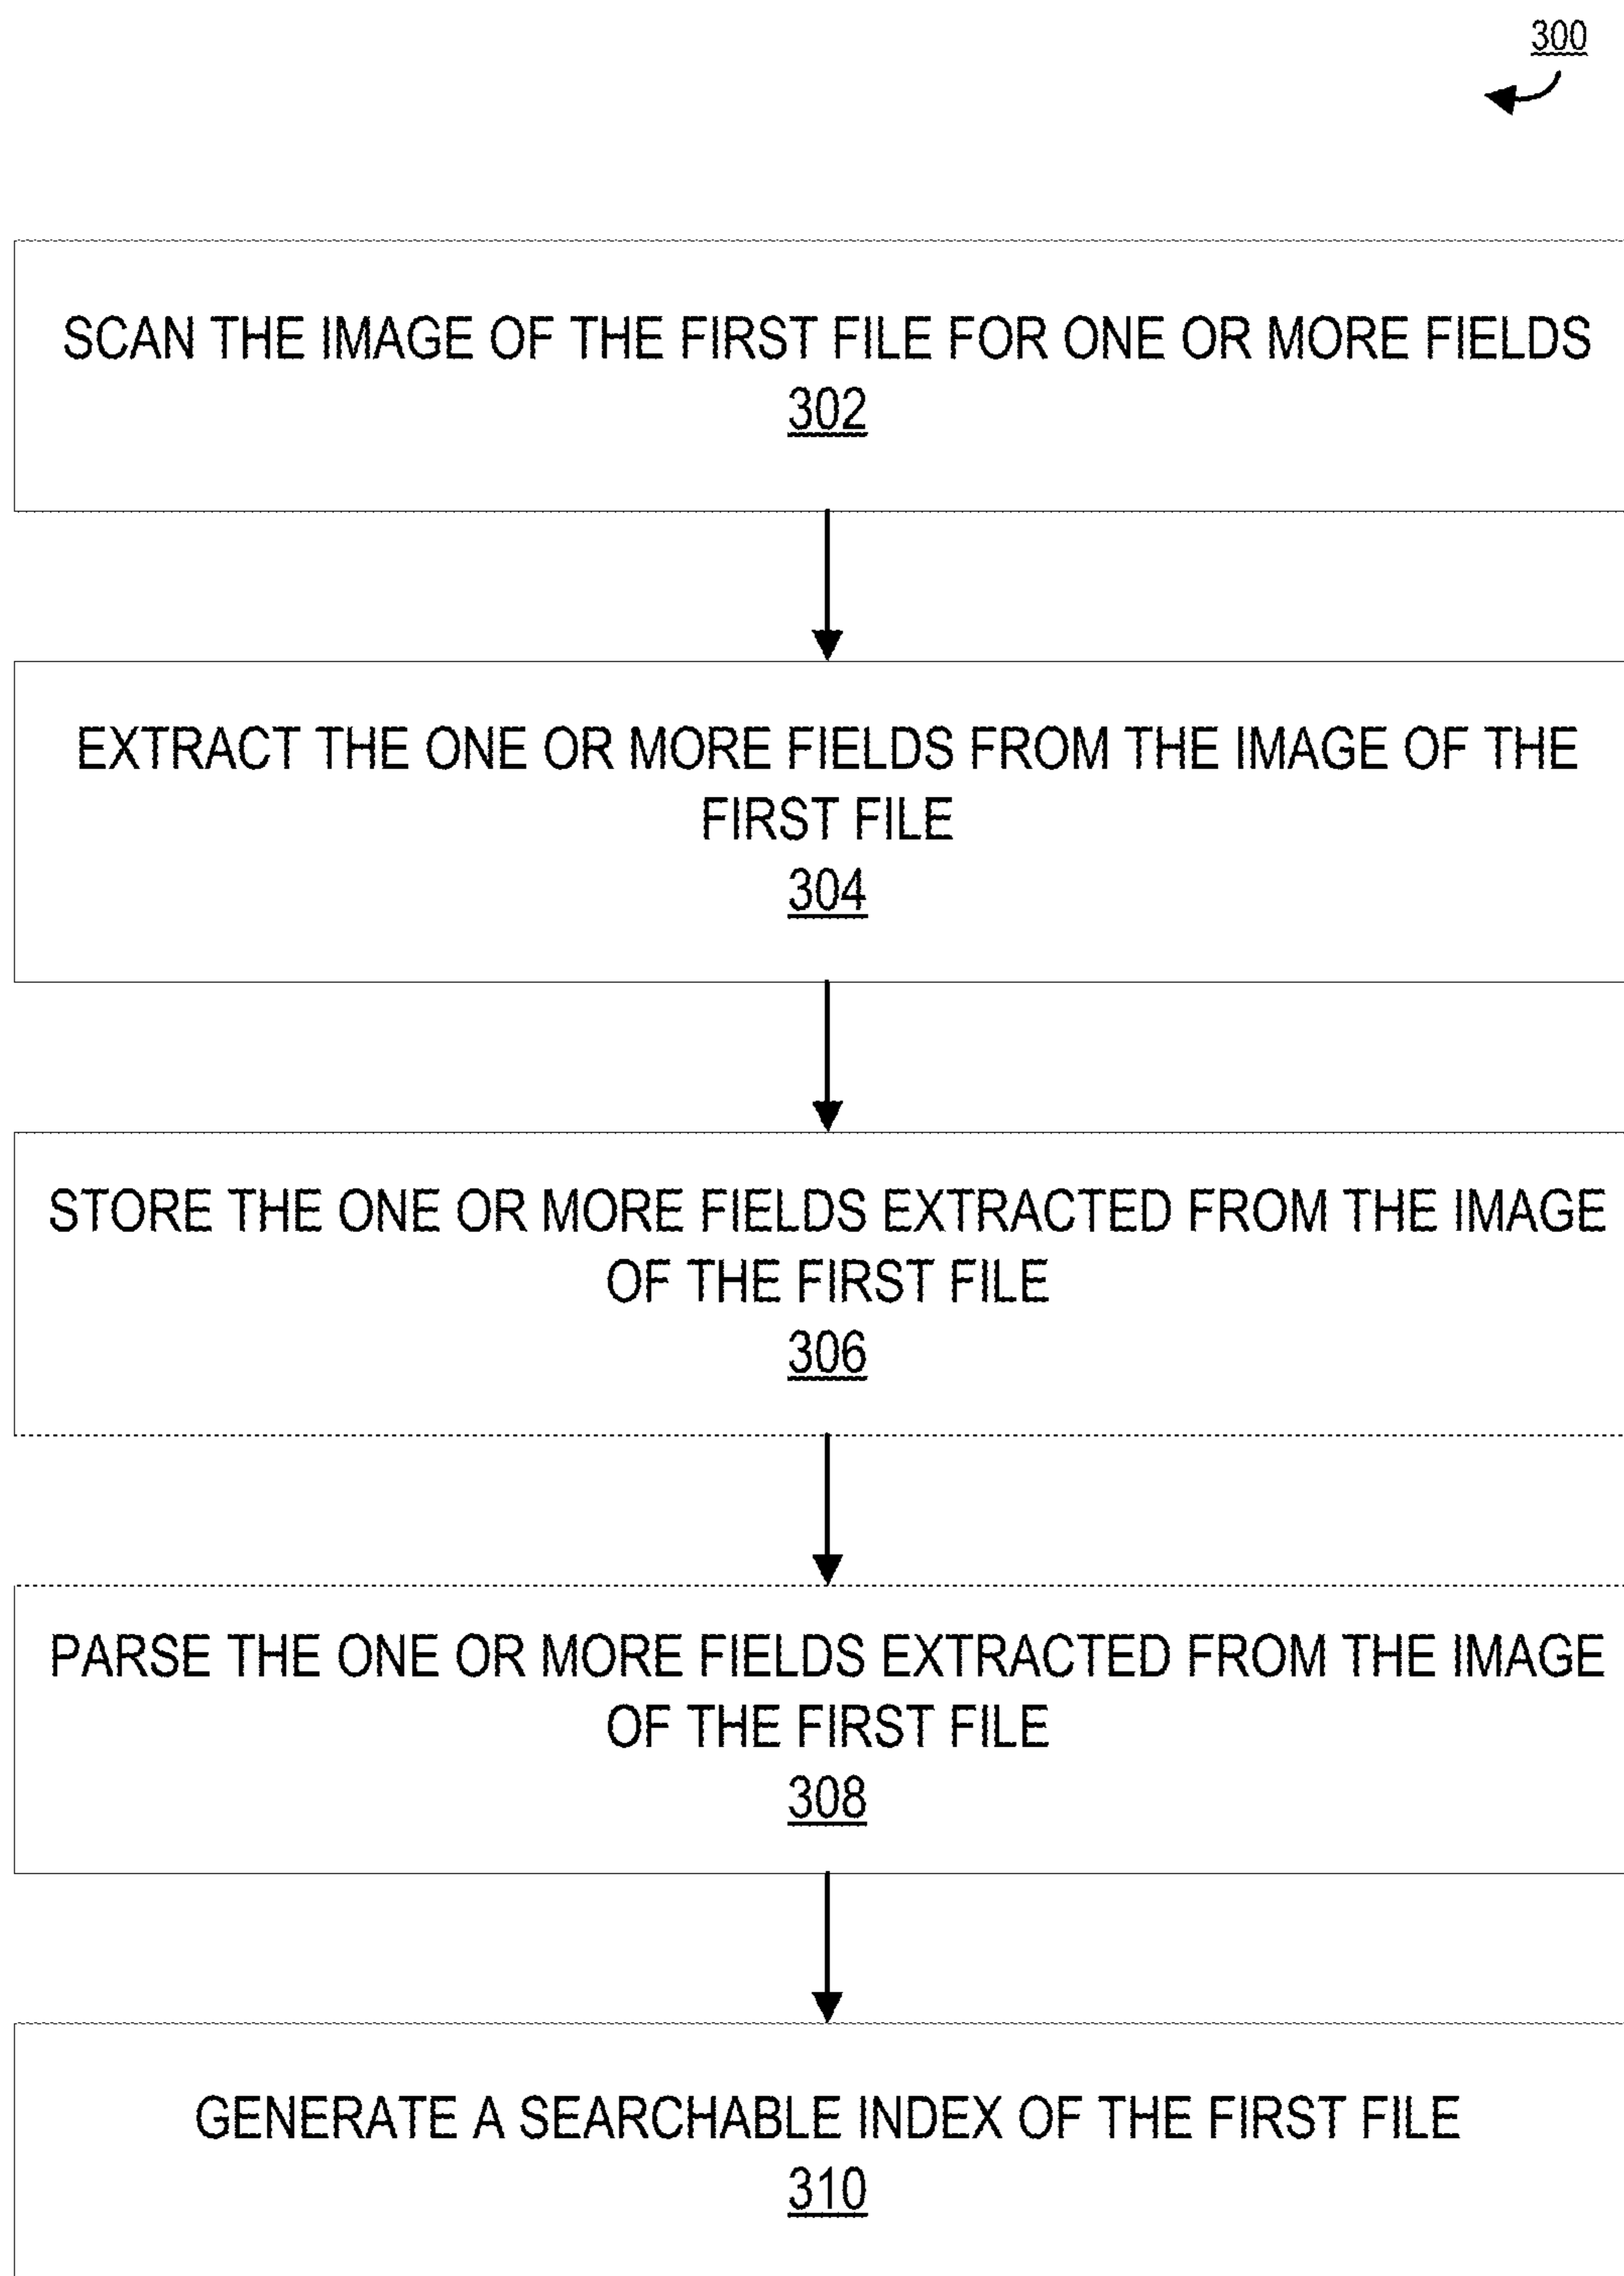 300
SCAN THE IMAGE OF THE FIRST FILE FOR ONE OR MORE FIELDS
302
EXTRACT THE ONE OR MORE FIELDS FROM THE IMAGE OF THE
FIRST FILE
304
STORE THE ONE OR MORE FIELDS EXTRACTED FROM THE IMAGE
OF THE FIRST FILE
306
PARSE THE ONE OR MORE FIELDS EXTRACTED FROM THE IMAGE
OF THE FIRST FILE
308
GENERATE A SEARCHABLE INDEX OF THE FIRST FILE
310